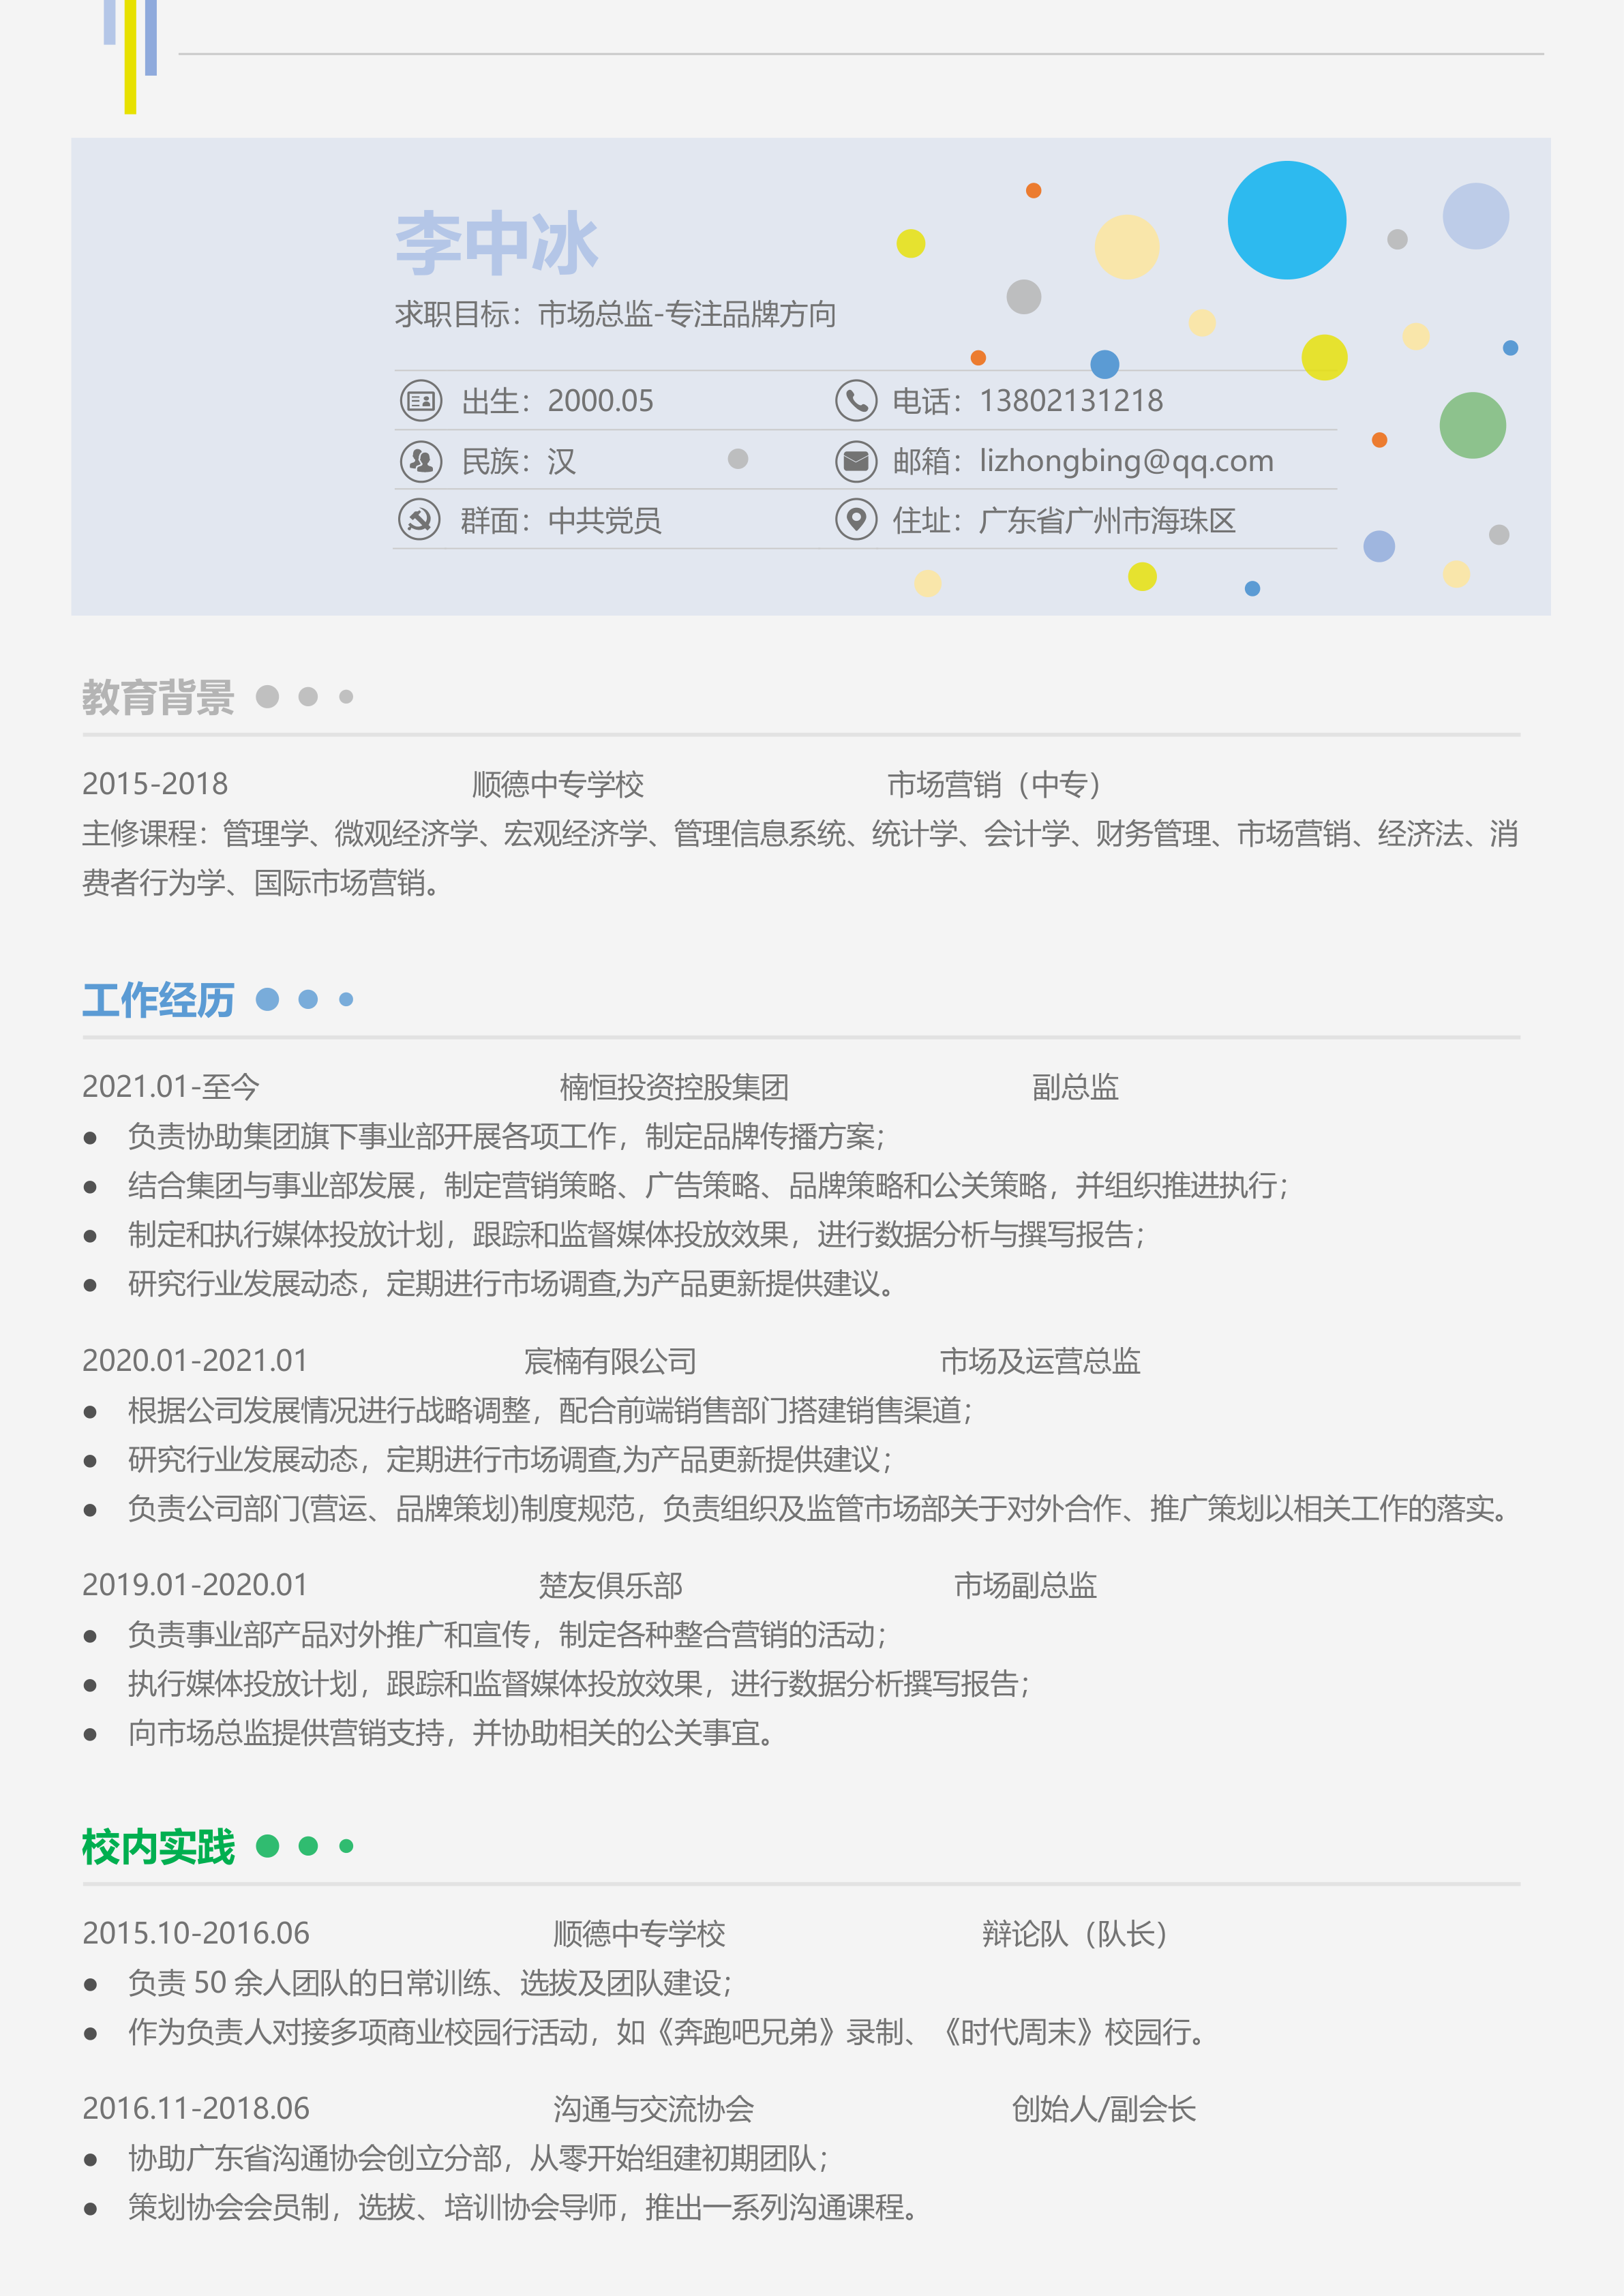 李中冰
求职目标：市场总监-专注品牌方向
出生：2000.05 电话：13802131218
民族：汉 邮箱：lizhongbing@qq.com
群面：中共党员 住址：广东省广州市海珠区
教育背景
2015-2018 顺德中专学校 市场营销（中专）
主修课程：管理学、微观经济学、宏观经济学、管理信息系统、统计学、会计学、财务管理、市场营销、经济法、消
费者行为学、国际市场营销。
工作经历
2021.01-至今 楠恒投资控股集团 副总监
● 负责协助集团旗下事业部开展各项工作，制定品牌传播方案；
● 结合集团与事业部发展，制定营销策略、广告策略、品牌策略和公关策略，并组织推进执行；
● 制定和执行媒体投放计划，跟踪和监督媒体投放效果，进行数据分析与撰写报告；
● 研究行业发展动态，定期进行市场调查,为产品更新提供建议。
2020.01-2021.01 宸楠有限公司 市场及运营总监
● 根据公司发展情况进行战略调整，配合前端销售部门搭建销售渠道；
● 研究行业发展动态，定期进行市场调查,为产品更新提供建议；
● 负责公司部门(营运、品牌策划)制度规范，负责组织及监管市场部关于对外合作、推广策划以相关工作的落实。
2019.01-2020.01 楚友俱乐部 市场副总监
● 负责事业部产品对外推广和宣传，制定各种整合营销的活动；
● 执行媒体投放计划，跟踪和监督媒体投放效果，进行数据分析撰写报告；
● 向市场总监提供营销支持，并协助相关的公关事宜。
校内实践
2015.10-2016.06 顺德中专学校 辩论队（队长）
● 负责 50 余人团队的日常训练、选拔及团队建设；
● 作为负责人对接多项商业校园行活动，如《奔跑吧兄弟》录制、《时代周末》校园行。
2016.11-2018.06 沟通与交流协会 创始人/副会长
● 协助广东省沟通协会创立分部，从零开始组建初期团队；
● 策划协会会员制，选拔、培训协会导师，推出一系列沟通课程。